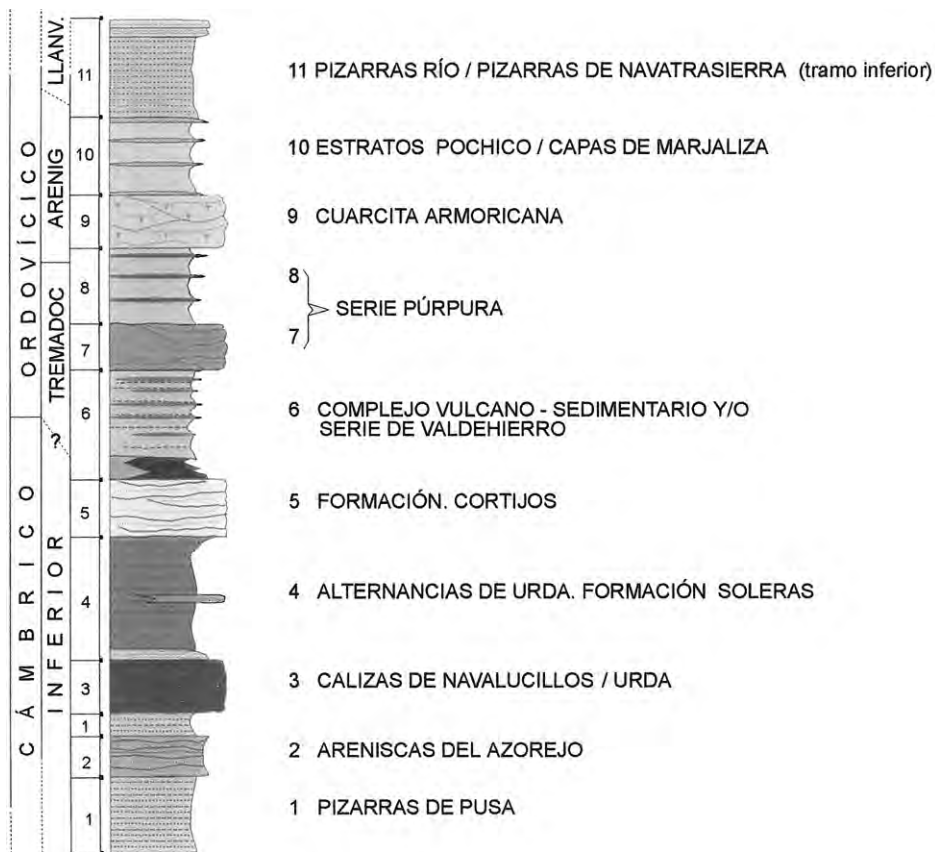 CÁMBRICO
ORDOVÍCICO
INFERIOR
?
TREMADOC
ARENIG
LLANV.
11
10
9
8
7
6
5
4
3
1
2
1
11 PIZARRAS RÍO / PIZARRAS DE NAVATRASIERRA (tramo inferior)
10 ESTRATOS POCHICO / CAPAS DE MARJALIZA
9 CUARCITA ARMORICANA
8
SERIE PÚRPURA
7
6 COMPLEJO VULCANO - SEDIMENTARIO Y/O
SERIE DE VALDEHIERRO
5 FORMACIÓN. CORTIJOS
4 ALTERNANCIAS DE URDA. FORMACIÓN SOLERAS
3 CALIZAS DE NAVALUCILLOS / URDA
2 ARENISCAS DEL AZOREJO
1 PIZARRAS DE PUSA